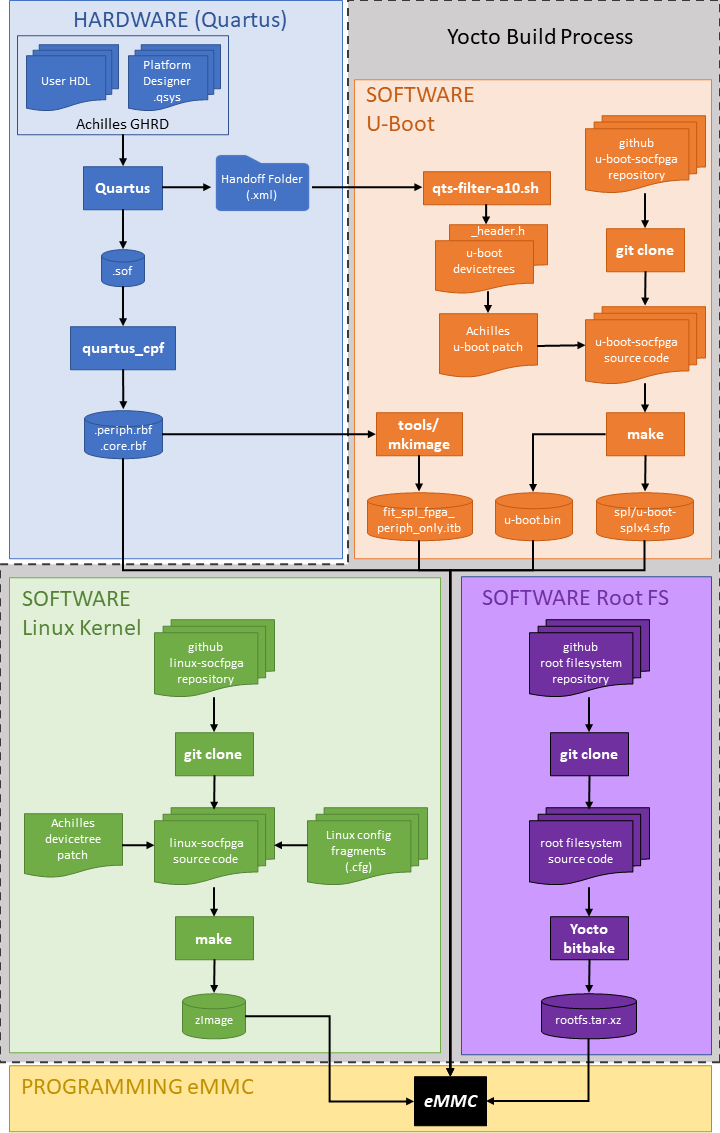 HARDWARE (Quartus)
User HDL
Platform
Designer
.qsys
Achilles GHRD
Quartus
Handoff Folder
(.xml)
.sof
quartus_cpf
.periph.rbf
.core.rbf
Yocto Build Process
SOFTWARE
U-Boot
github
u-boot-socfpga
repository
qts-filter-a10.sh
_header.h
u-boot
devicetrees
git clone
Achilles
u-boot patch
u-boot-socfpga
source code
tools/
mkimage
make
fit_spl_fpga_
periph_only.itb
u-boot.bin
spl/u-boot-
splx4.sfp
SOFTWARE
Linux Kernel
github
linux-socfpga
repository
git clone
Achilles
devicetree
patch
linux-socfpga
source code
Linux config
fragments
(.cfg)
make
zImage
SOFTWARE Root FS
github
root filesystem
repository
git clone
root filesystem
source code
Yocto
bitbake
rootfs.tar.xz
PROGRAMMING eMMC
eMMC